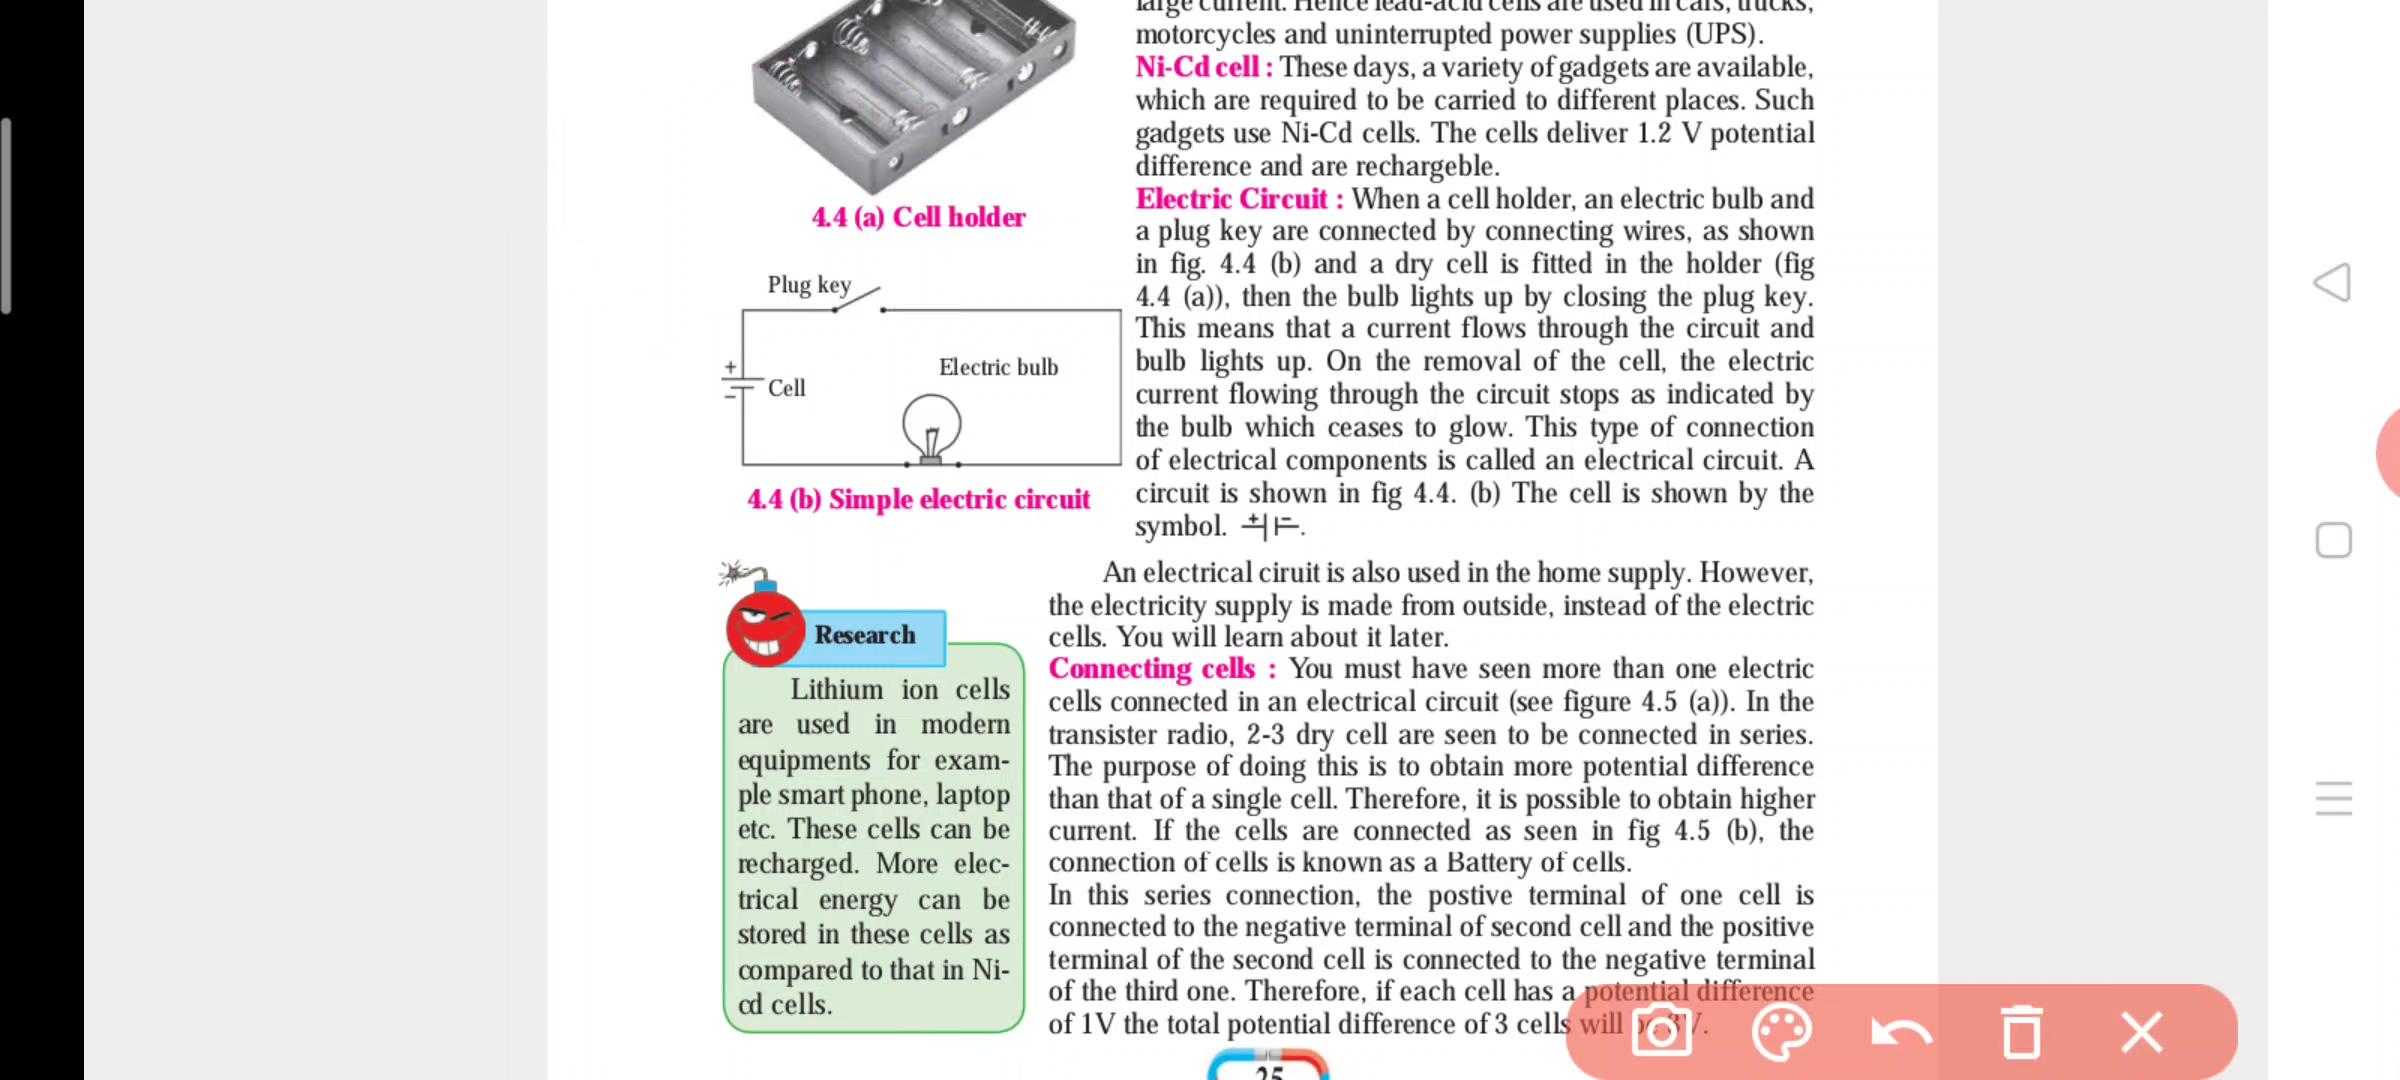 large current. Hence lead-acid cells are used in cars, trucks,
motorcycles and uninterrupted power supplies (UPS).
Ni-Cd cell : These days, a variety of gadgets are available,
which are required to be carried to different places. Such
gadgets use Ni-Cd cells. The cells deliver 1.2 V potential
difference and are rechargeble.
4.4 (a) Cell holder
Electric Circuit : When a cell holder, an electric bulb and
a plug key are connected by connecting wires, as shown
in fig. 4.4 (b) and a dry cell is fitted in the holder (fig
4.4 (a)), then the bulb lights up by closing the plug key.
This means that a current flows through the circuit and
bulb lights up. On the removal of the cell, the electric
current flowing through the circuit stops as indicated by
the bulb which ceases to glow. This type of connection
of electrical components is called an electrical circuit. A
circuit is shown in fig 4.4. (b) The cell is shown by the
symbol. + - .
Plug key
+
Cell
-
Electric bulb
4.4 (b) Simple electric circuit
An electrical ciruit is also used in the home supply. However,
the electricity supply is made from outside, instead of the electric
cells. You will learn about it later.
Connecting cells : You must have seen more than one electric
cells connected in an electrical circuit (see figure 4.5 (a)). In the
transister radio, 2-3 dry cell are seen to be connected in series.
The purpose of doing this is to obtain more potential difference
than that of a single cell. Therefore, it is possible to obtain higher
current. If the cells are connected as seen in fig 4.5 (b), the
connection of cells is known as a Battery of cells.
In this series connection, the postive terminal of one cell is
connected to the negative terminal of second cell and the positive
terminal of the second cell is connected to the negative terminal
of the third one. Therefore, if each cell has a potential difference
of 1V the total potential difference of 3 cells will be 3V.
Research
Lithium ion cells
are used in modern
equipments for exam-
ple smart phone, laptop
etc. These cells can be
recharged. More elec-
trical energy can be
stored in these cells as
compared to that in Ni-
cd cells.
25